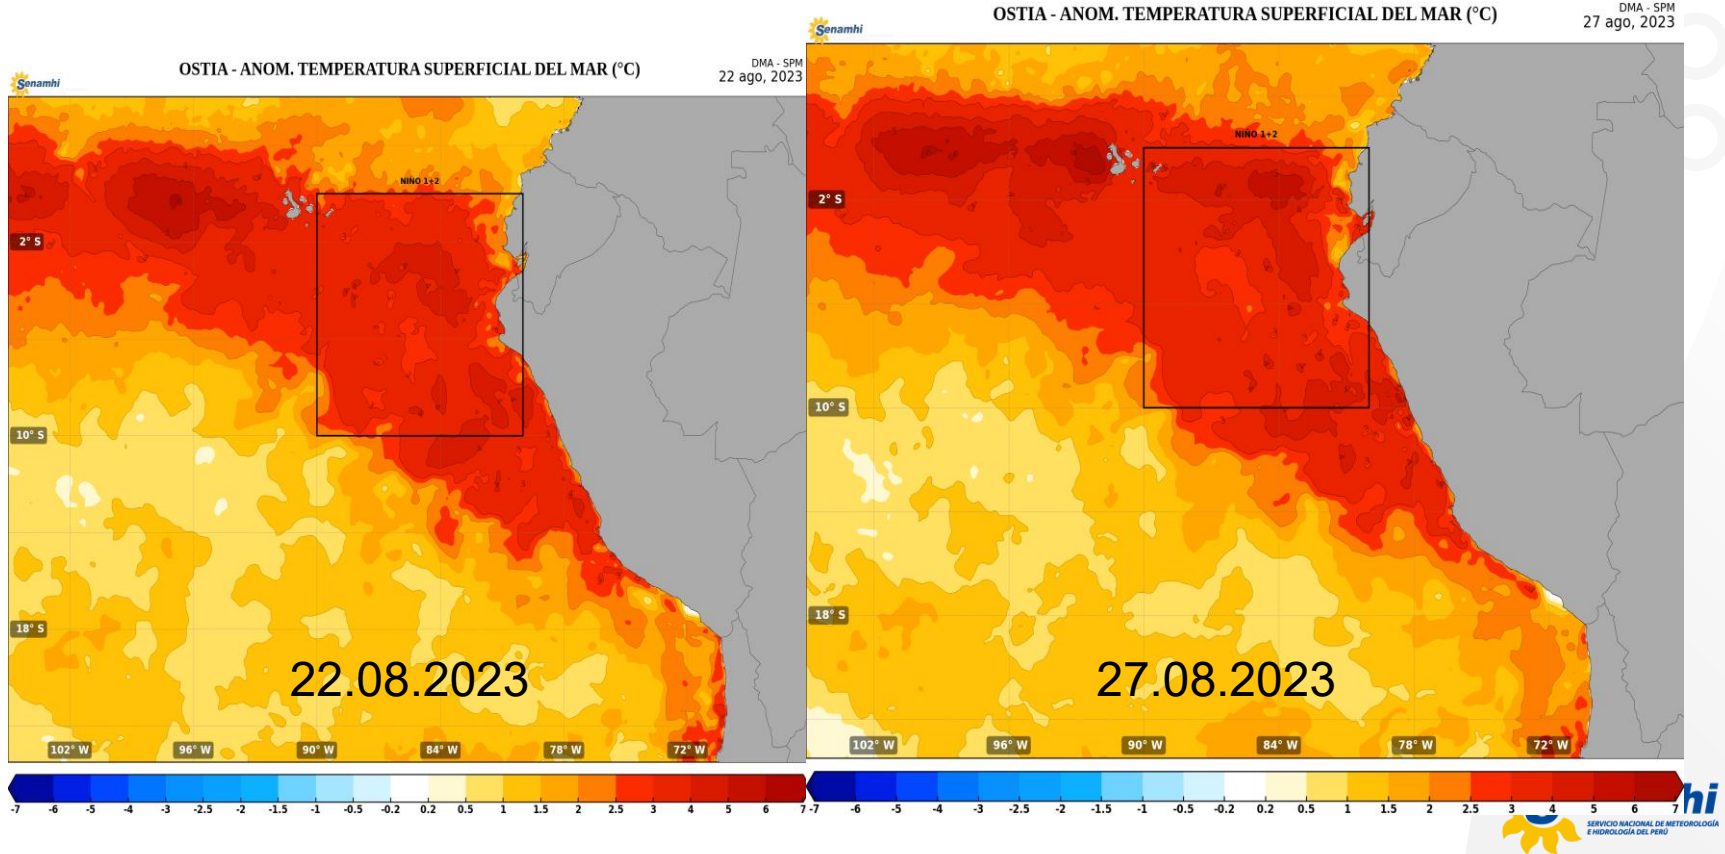 OSTIA - ANOM. TEMPERATURA SUPERFICIAL DEL MAR (°C)
DMA - SPM
22 ago, 2023
Senamhi
NIÑO 1+2
2° S
10° S
18° S
22.08.2023
102° W 96° W 90° W 84° W 78° W 72° W
-7 -6 -5 -4 -3 -2.5 -2 -1.5 -1 -0.5 -0.2 0.2 0.5 1 1.5 2 2.5 3 4 5 6 7
OSTIA - ANOM. TEMPERATURA SUPERFICIAL DEL MAR (°C)
DMA - SPM
27 ago, 2023
Senamhi
NIÑO 1+2
2° S
10° S
18° S
27.08.2023
102° W 96° W 90° W 84° W 78° W 72° W
-7 -6 -5 -4 -3 -2.5 -2 -1.5 -1 -0.5 -0.2 0.2 0.5 1 1.5 2 2.5 3 4 5 6 7
hi
SERVICIO NACIONAL DE METEOROLOGÍA
E HIDROLOGÍA DEL PERÚ